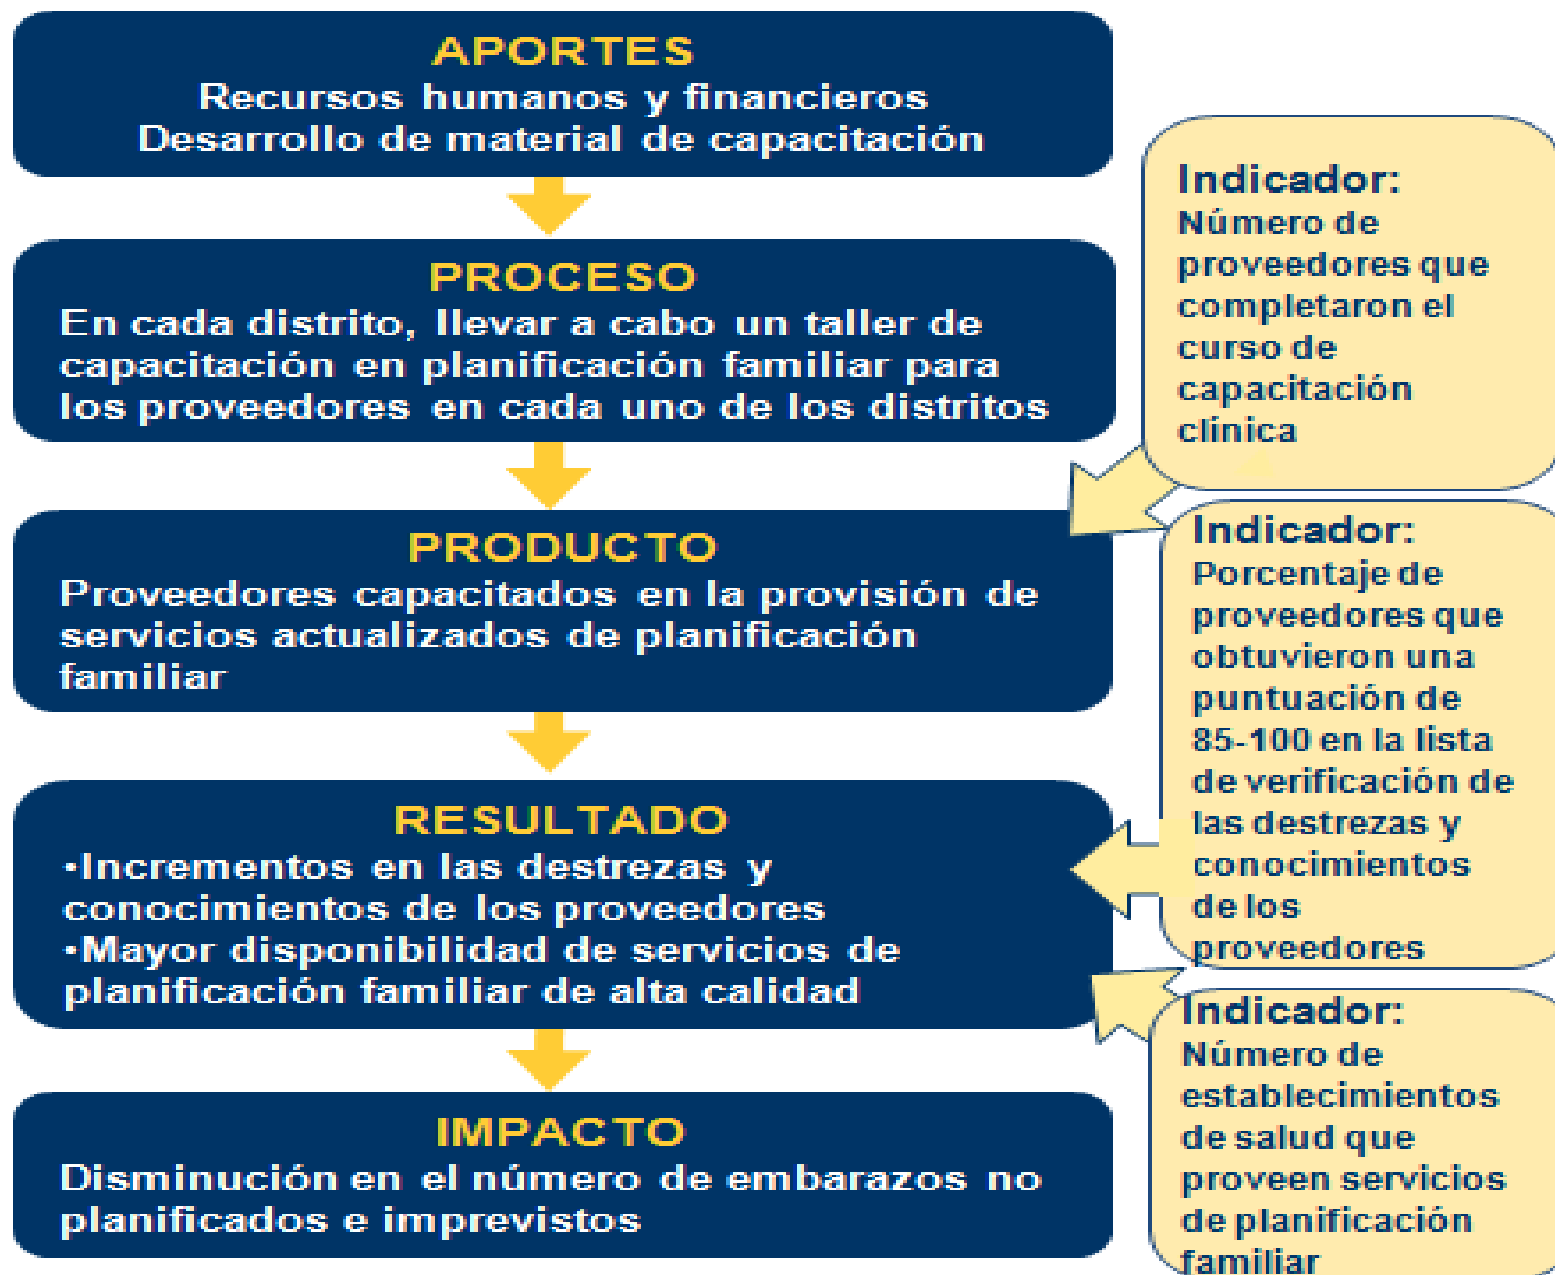 APORTES
Recursos humanos y financieros
Desarrollo de material de capacitación
PROCESO
En cada distrito, llevar a cabo un taller de
capacitación en planificación familiar para
los proveedores en cada uno de los distritos
PRODUCTO
Proveedores capacitados en la provisión de
servicios actualizados de planificación
familiar
RESULTADO
•Incrementos en las destrezas y
conocimientos de los proveedores
•Mayor disponibilidad de servicios de
planificación familiar de alta calidad
IMPACTO
Disminución en el número de embarazos no
planificados e imprevistos
Indicador:
Número de
proveedores que
completaron el
curso de
capacitación
clínica
Indicador:
Porcentaje de
proveedores que
obtuvieron una
puntuación de
85-100 en la lista
de verificación de
las destrezas y
conocimientos
de los
proveedores
Indicador:
Número de
establecimientos
de salud que
proveen servicios
de planificación
familiar